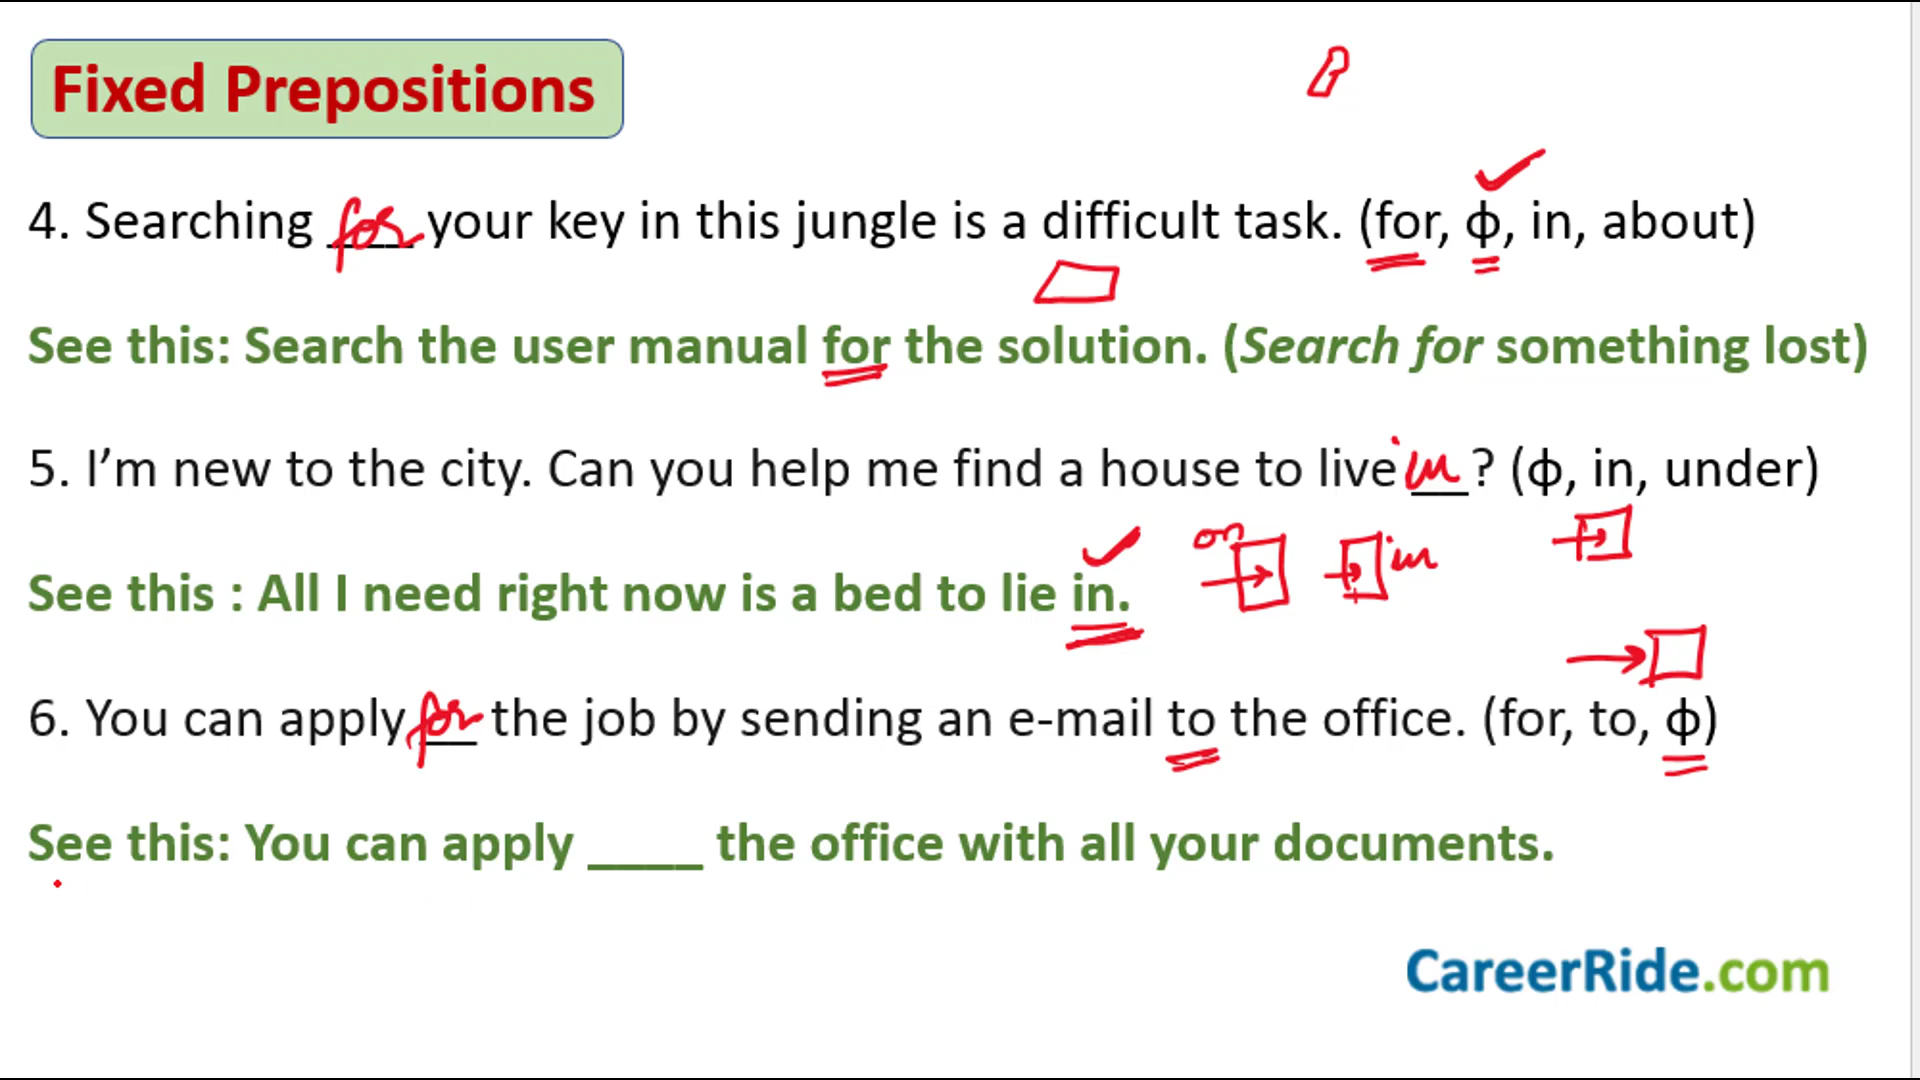 Fixed Prepositions
4. Searching for your key in this jungle is a difficult task. (for, ф, in, about)
See this: Search the user manual for the solution. (Search for something lost)
5. I’m new to the city. Can you help me find a house to live in ? (ф, in, under)
on in
See this : All I need right now is a bed to lie in.
6. You can apply for the job by sending an e-mail to the office. (for, to, ф)
See this: You can apply ____ the office with all your documents.
CareerRide.com